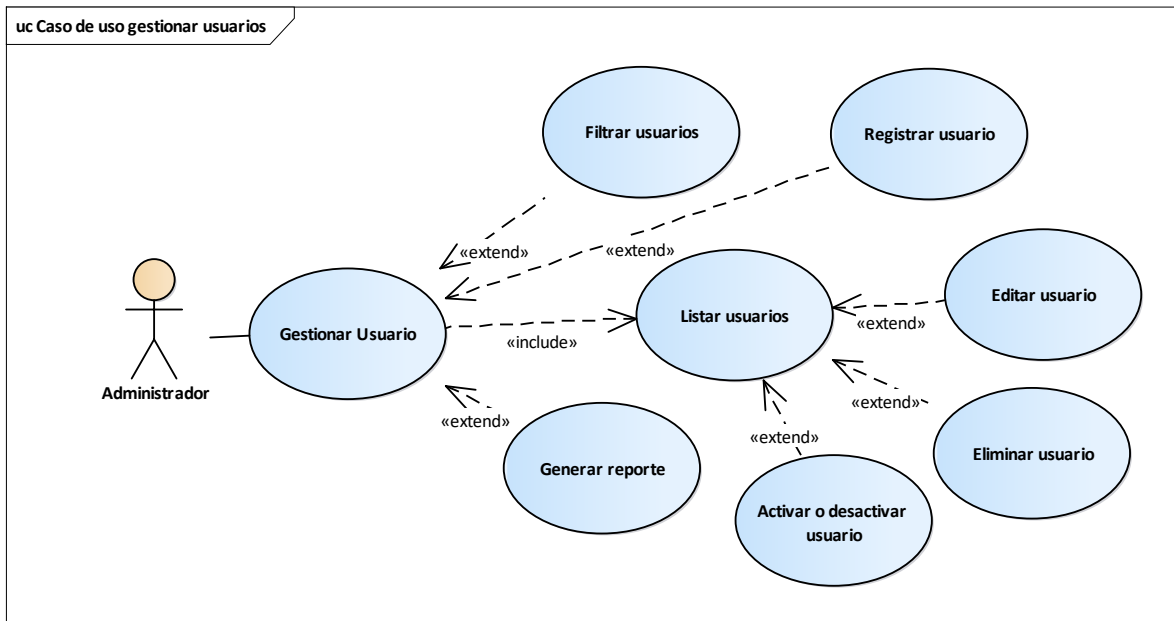 uc Caso de uso gestionar usuarios
Filtrar usuarios
Registrar usuario
«extend»
«extend»
Editar usuario
Listar usuarios
Gestionar Usuario
«extend»
«include»
Administrador
«extend»
«extend»
«extend»
Eliminar usuario
Generar reporte
Activar o desactivar
usuario